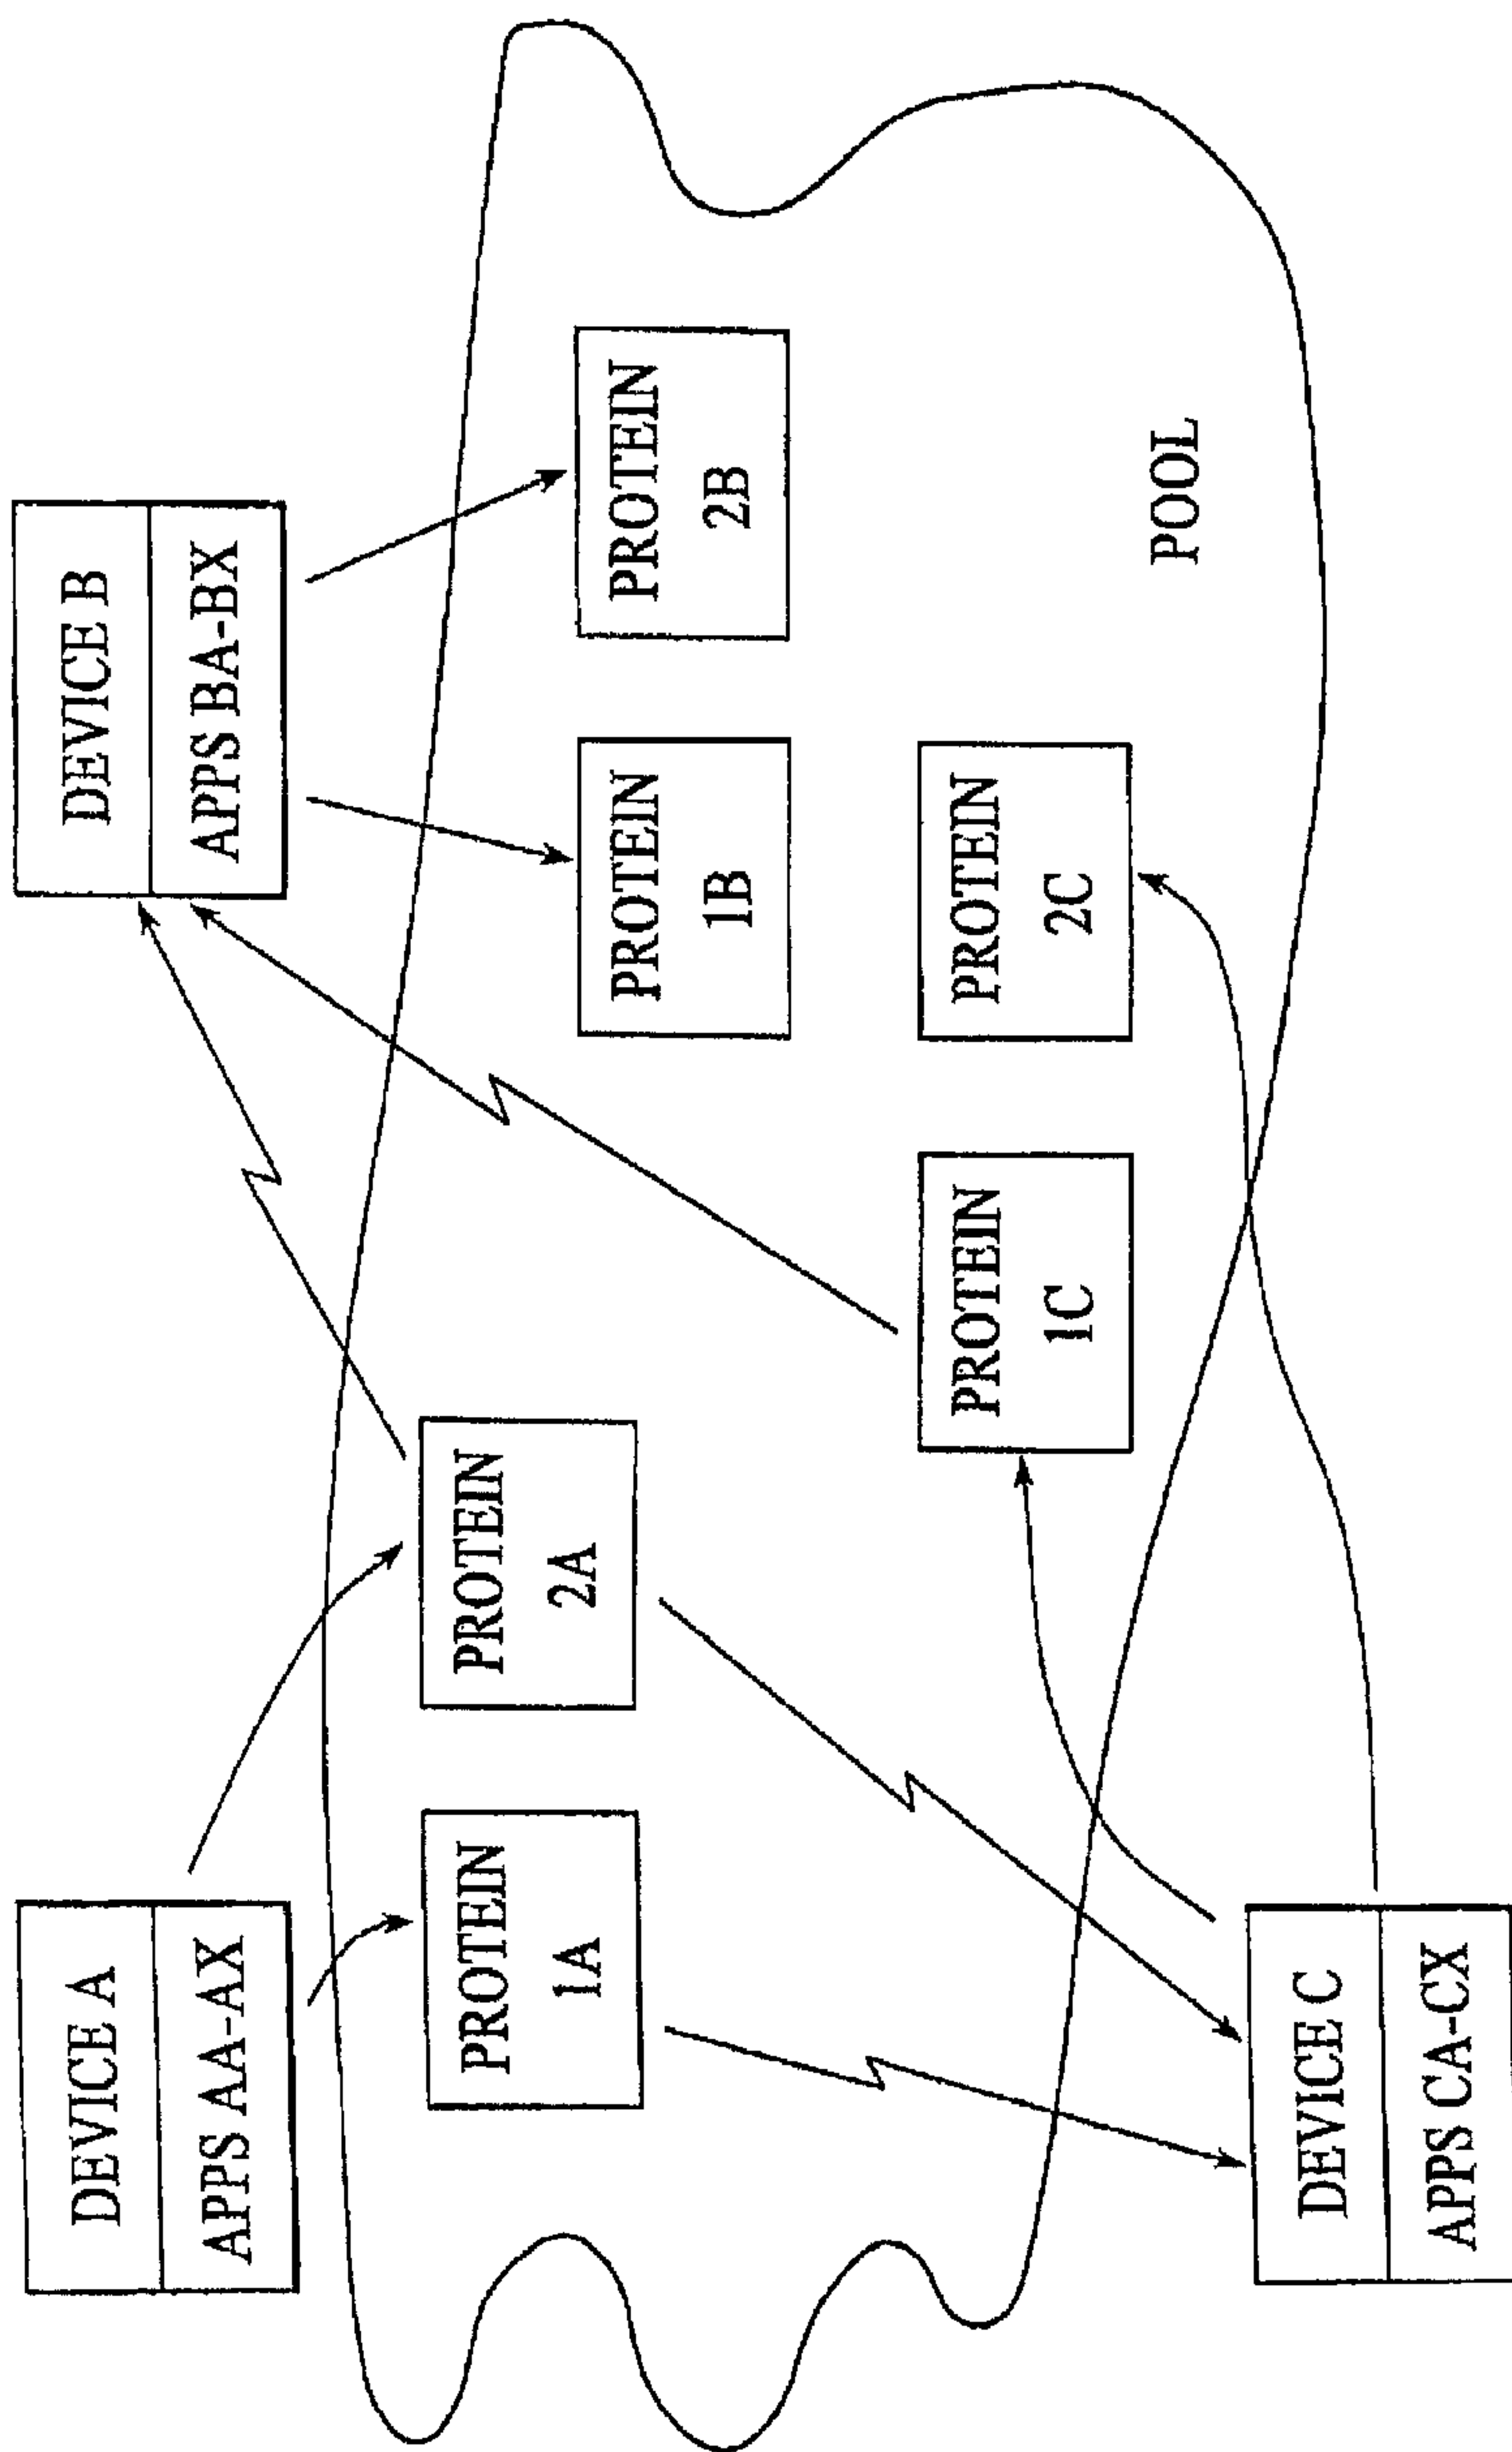 DEVICE A
APPS AA-AX
DEVICE B
APPS BA-BX
PROTEIN
1A
PROTEIN
2A
PROTEIN
1B
PROTEIN
2B
PROTEIN
1C
PROTEIN
2C
POOL
DEVICE C
APPS CA-CX